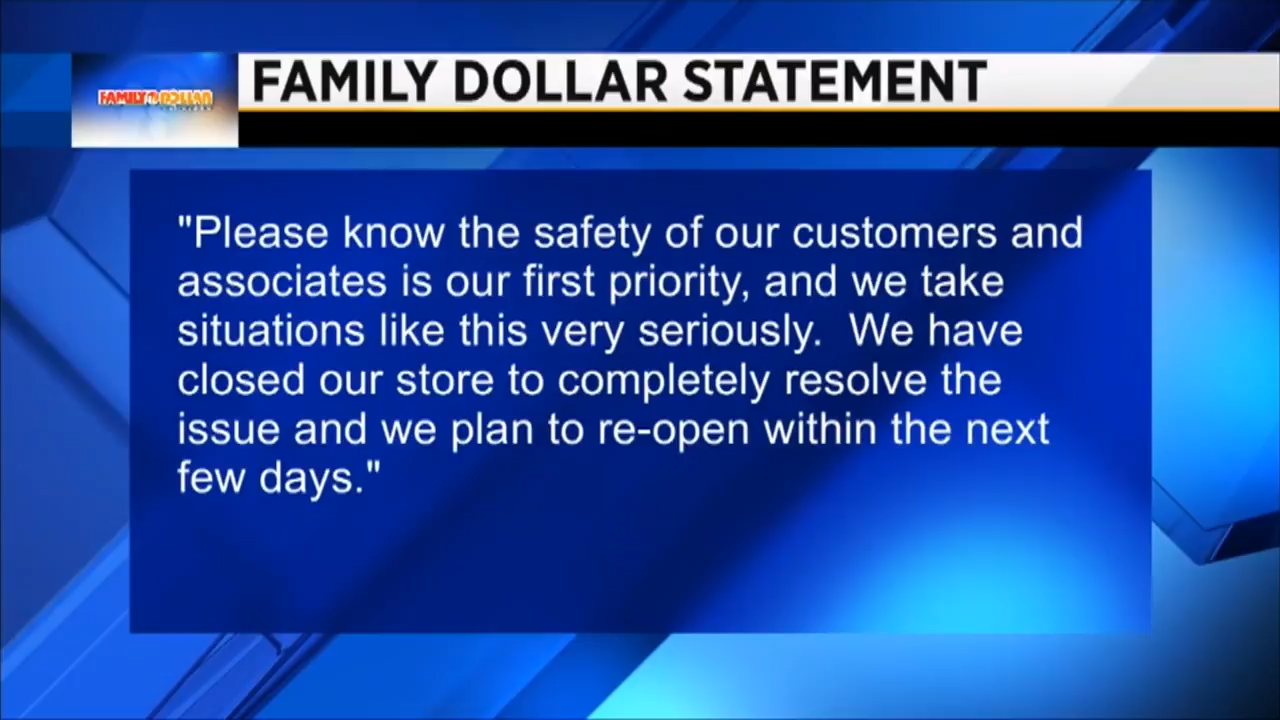 FAMILY DOLLAR STATEMENT
FAMILY DOLLAR
"Please know the safety of our customers and
associates is our first priority, and we take
situations like this very seriously.  We have
closed our store to completely resolve the
issue and we plan to re-open within the next
few days."